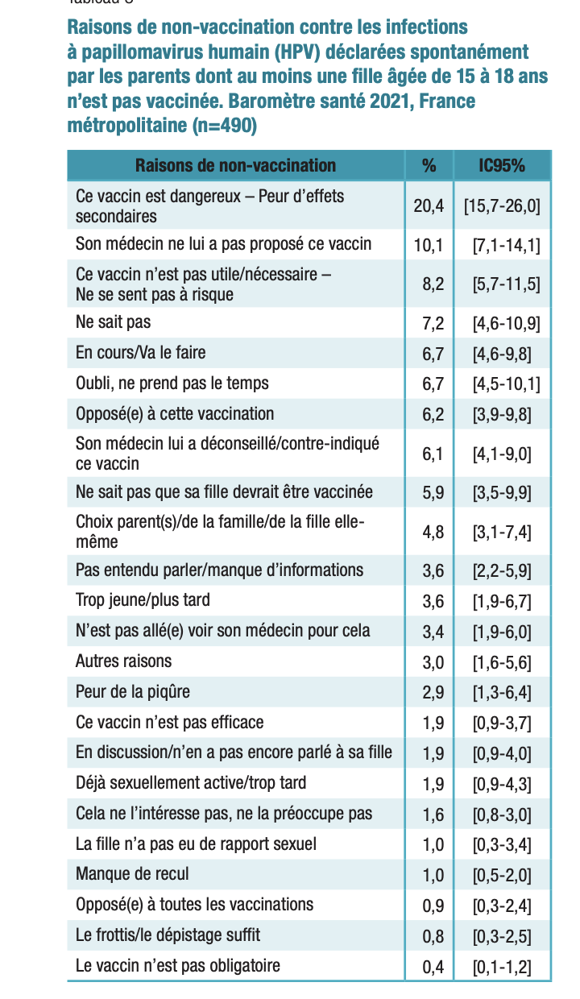 Tableau 3
Raisons de non-vaccination contre les infections
à papillomavirus humain (HPV) déclarées spontanément
par les parents dont au moins une fille âgée de 15 à 18 ans
n’est pas vaccinée. Baromètre santé 2021, France
métropolitaine (n=490)
Raisons de non-vaccination % IC95%
Ce vaccin est dangereux – Peur d’effets
secondaires 20,4 [15,7-26,0]
Son médecin ne lui a pas proposé ce vaccin 10,1 [7,1-14,1]
Ce vaccin n’est pas utile/nécessaire –
Ne se sent pas à risque 8,2 [5,7-11,5]
Ne sait pas 7,2 [4,6-10,9]
En cours/Va le faire 6,7 [4,6-9,8]
Oubli, ne prend pas le temps 6,7 [4,5-10,1]
Opposé(e) à cette vaccination 6,2 [3,9-9,8]
Son médecin lui a déconseillé/contre-indiqué
ce vaccin 6,1 [4,1-9,0]
Ne sait pas que sa fille devrait être vaccinée 5,9 [3,5-9,9]
Choix parent(s)/de la famille/de la fille elle-
même 4,8 [3,1-7,4]
Pas entendu parler/manque d’informations 3,6 [2,2-5,9]
Trop jeune/plus tard 3,6 [1,9-6,7]
N’est pas allé(e) voir son médecin pour cela 3,4 [1,9-6,0]
Autres raisons 3,0 [1,6-5,6]
Peur de la piqûre 2,9 [1,3-6,4]
Ce vaccin n’est pas efficace 1,9 [0,9-3,7]
En discussion/n’en a pas encore parlé à sa fille 1,9 [0,9-4,0]
Déjà sexuellement active/trop tard 1,9 [0,9-4,3]
Cela ne l’intéresse pas, ne la préoccupe pas 1,6 [0,8-3,0]
La fille n’a pas eu de rapport sexuel 1,0 [0,3-3,4]
Manque de recul 1,0 [0,5-2,0]
Opposé(e) à toutes les vaccinations 0,9 [0,3-2,4]
Le frottis/le dépistage suffit 0,8 [0,3-2,5]
Le vaccin n’est pas obligatoire 0,4 [0,1-1,2]